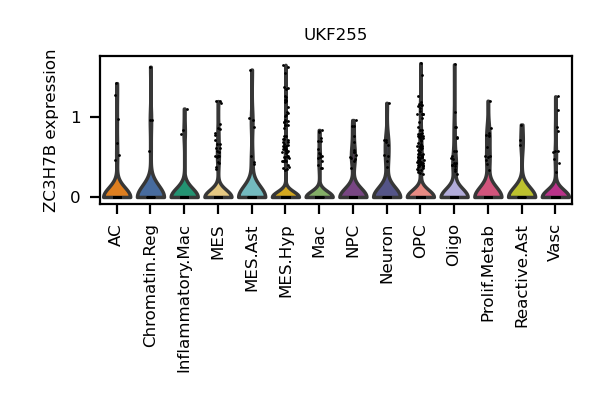 UKF255
ZC3H7B expression
1
0
AC
Chromatin.Reg
Inflammatory.Mac
MES
MES.Ast
MES.Hyp
Mac
NPC
Neuron
OPC
Oligo
Prolif.Metab
Reactive.Ast
Vasc